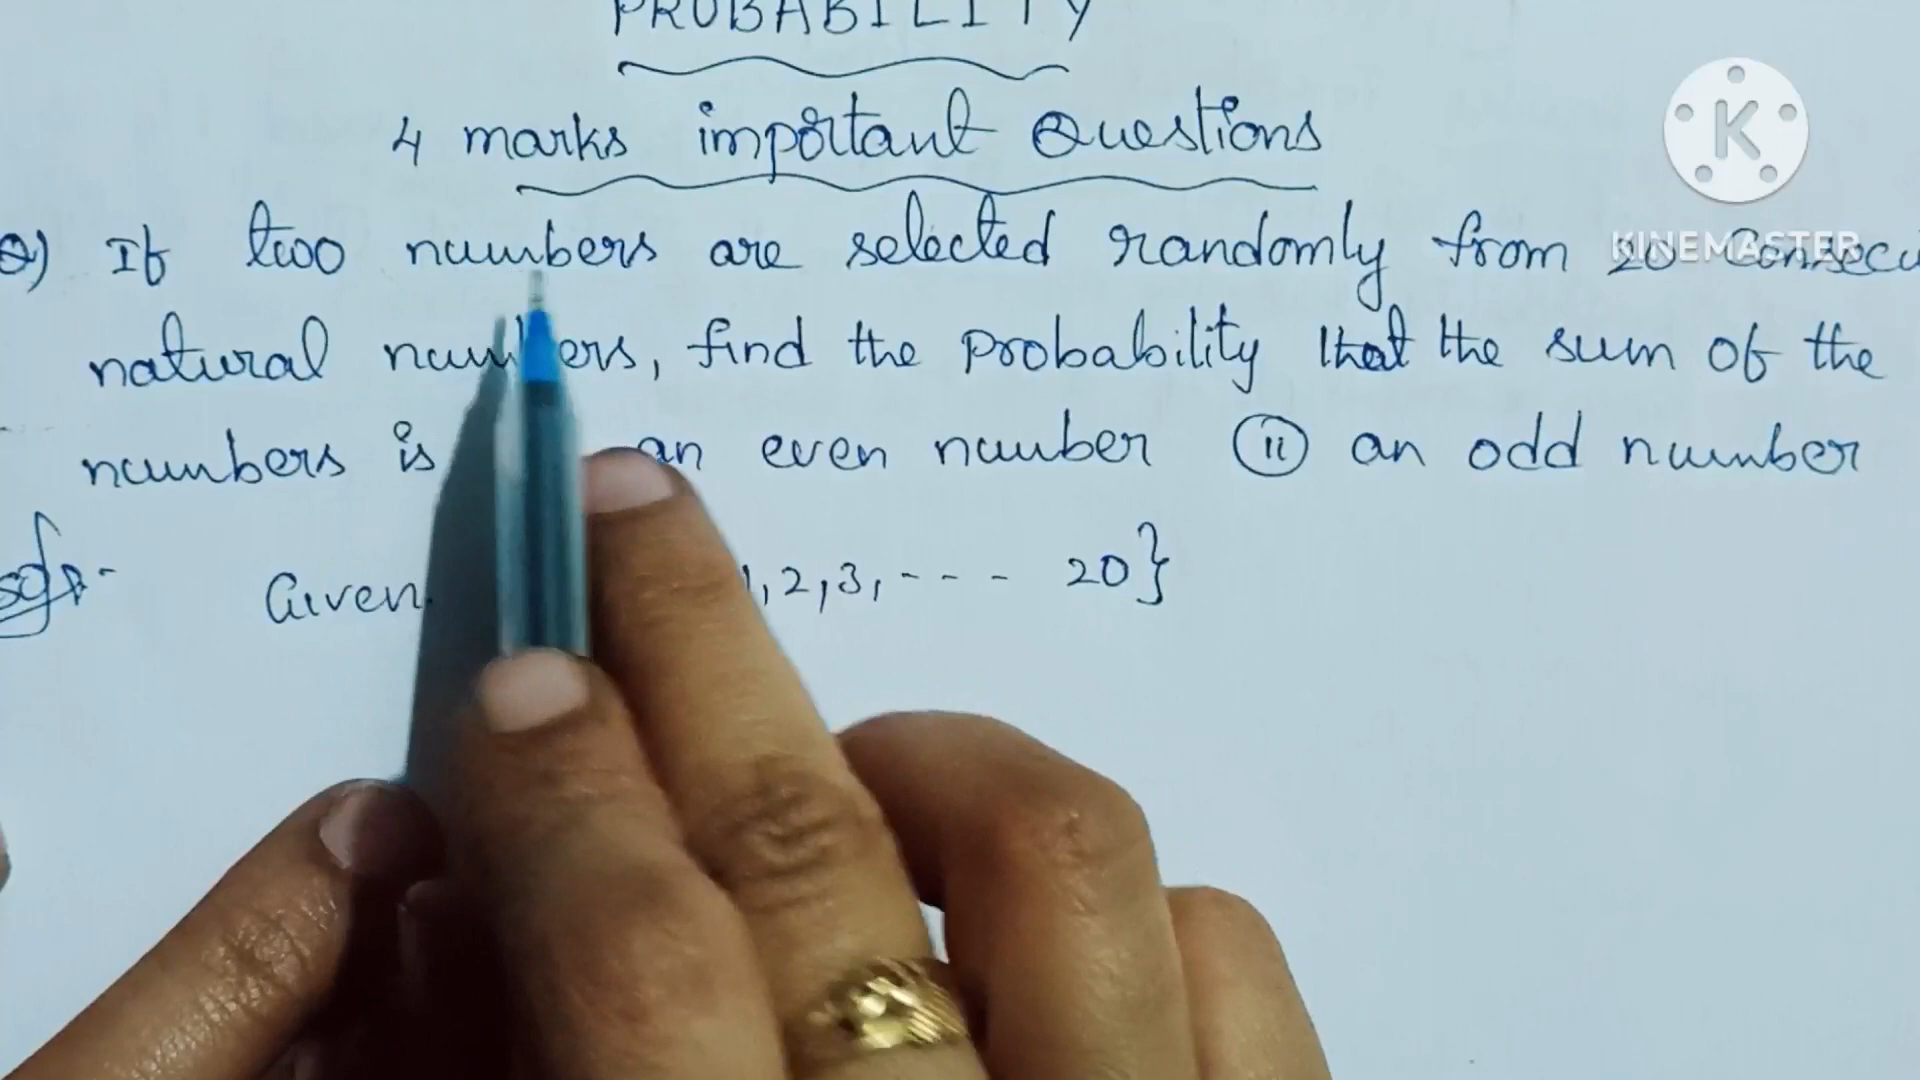 PROBABILITY
4 marks important Questions
Q) If two numbers are selected randomly from 20 Consecu
natural numbers, find the probability that the sum of the
numbers is an even number (ii) an odd number
Sol:- Given 1,2,3,---- 20}
K
KINEMASTER